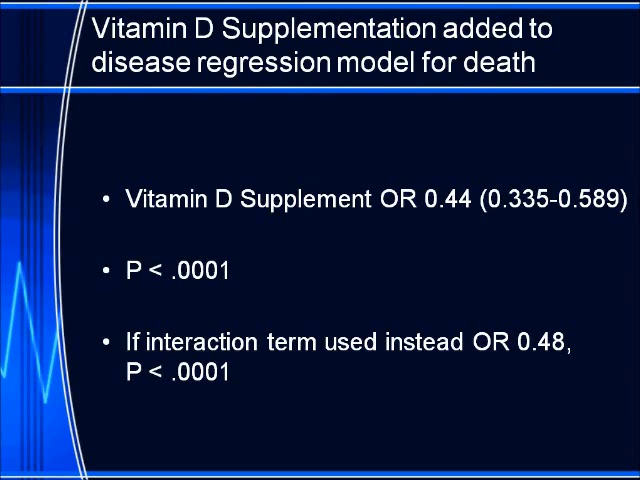 Vitamin D Supplementation added to
disease regression model for death
• Vitamin D Supplement OR 0.44 (0.335-0.589)
• P < .0001
• If interaction term used instead OR 0.48,
P < .0001